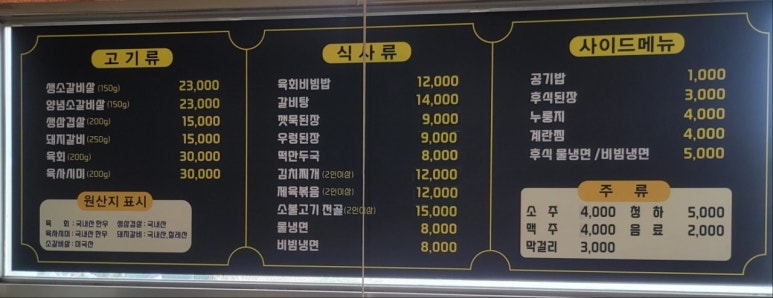 고기류
생소갈비살 (150g) 23,000
양념소갈비살 (150g) 23,000
생삼겹살 (200g) 15,000
돼지갈비 (250g) 15,000
육회 (200g) 30,000
육사시미 (200g) 30,000
원산지 표시
육 회 : 국내산 한우 생삼겹살 : 국내산
육사시미 : 국내산 한우 돼지갈비 : 국내산, 칠레산
소갈비살 : 미국산
식사류
육회비빔밥 12,000
갈비탕 14,000
깻묵된장 9,000
우렁된장 9,000
떡만두국 8,000
김치찌개 (2인이상) 12,000
제육볶음 (2인이상) 12,000
소불고기 전골 (2인이상) 15,000
물냉면 8,000
비빔냉면 8,000
사이드메뉴
공기밥 1,000
후식된장 3,000
누룽지 4,000
계란찜 4,000
후식 물냉면 / 비빔냉면 5,000
주 류
소 주 4,000 청 하 5,000
맥 주 4,000 음 료 2,000
막걸리 3,000